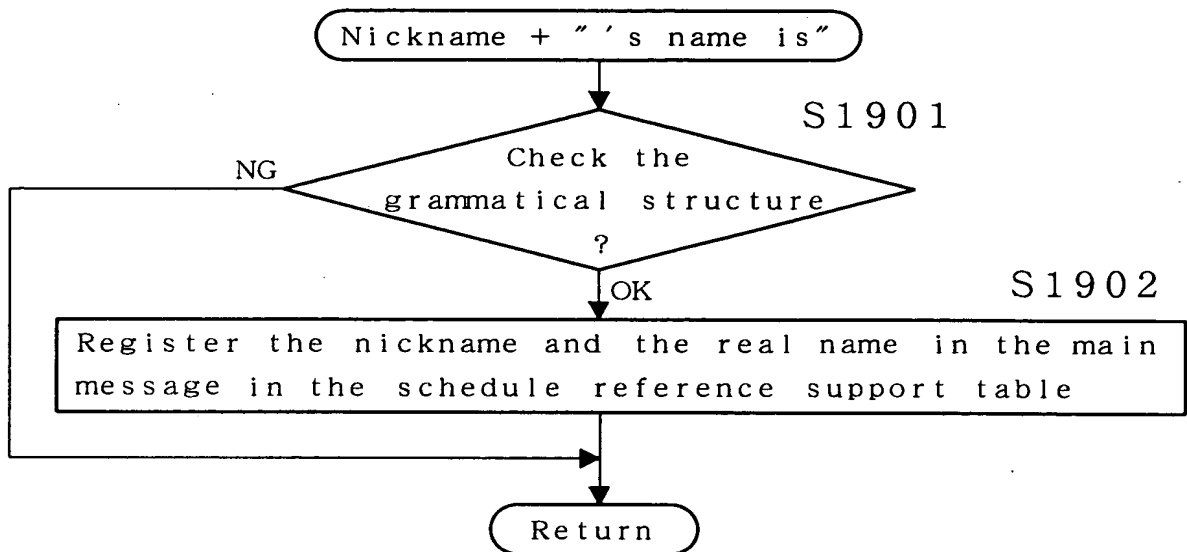 Nickname + "'s name is"
S1901
NG
Check the
grammatical structure
?
OK
S1902
Register the nickname and the real name in the main
message in the schedule reference support table
Return